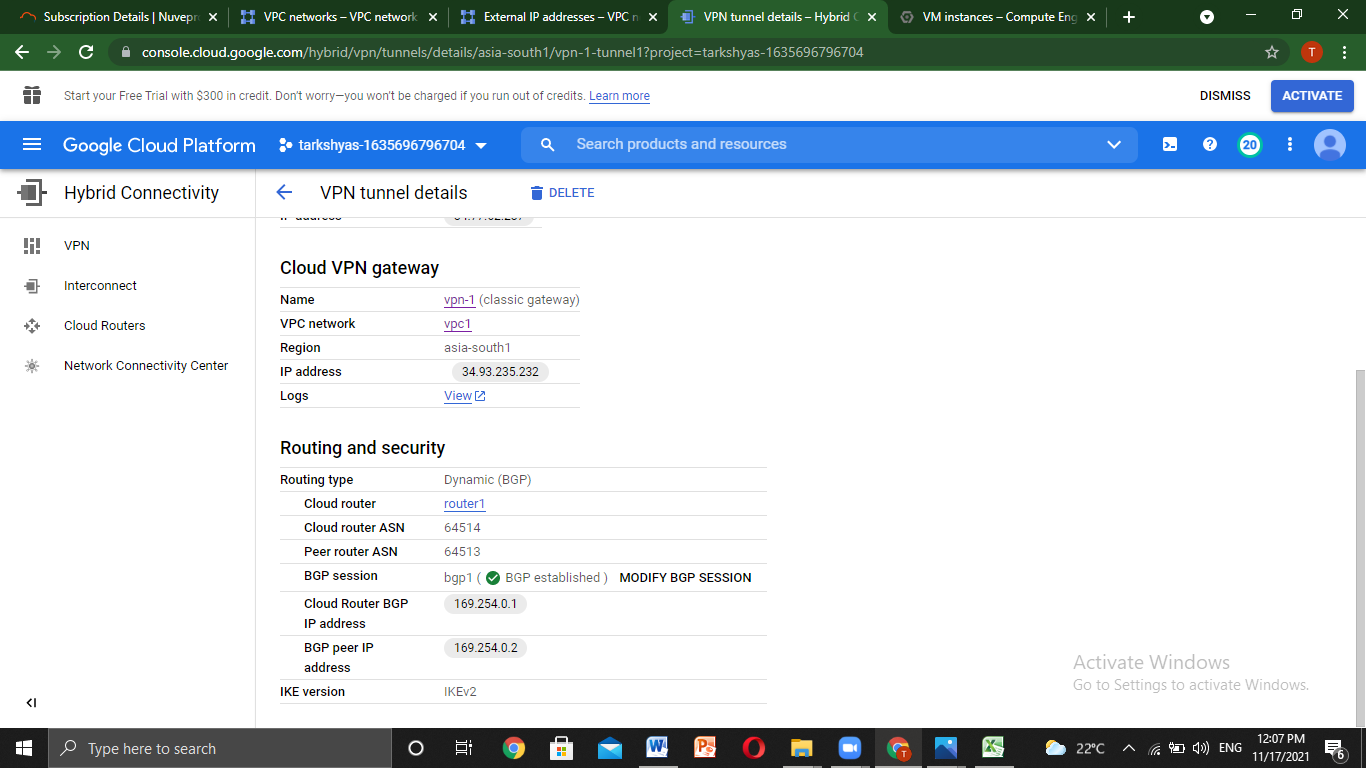 Subscription Details | Nuvepr
VPC networks – VPC network
External IP addresses – VPC n
VPN tunnel details – Hybrid C
VM instances – Compute Eng
console.cloud.google.com/hybrid/vpn/tunnels/details/asia-south1/vpn-1-tunnel1?project=tarkshyas-1635696796704
T
Start your Free Trial with $300 in credit. Don't worry—you won't be charged if you run out of credits. Learn more
DISMISS
ACTIVATE
Google Cloud Platform
tarkshyas-1635696796704
Search products and resources
20
Hybrid Connectivity
VPN tunnel details
DELETE
VPN
Interconnect
Cloud Routers
Network Connectivity Center
IP address
Cloud VPN gateway
Name vpn-1 (classic gateway)
VPC network vpc1
Region asia-south1
IP address 34.93.235.232
Logs View
Routing and security
Routing type Dynamic (BGP)
Cloud router router1
Cloud router ASN 64514
Peer router ASN 64513
BGP session bgp1 ( BGP established ) MODIFY BGP SESSION
Cloud Router BGP 169.254.0.1
IP address
BGP peer IP 169.254.0.2
address
IKE version IKEv2
Activate Windows
Go to Settings to activate Windows.
Type here to search
22°C
ENG
12:07 PM
11/17/2021
6